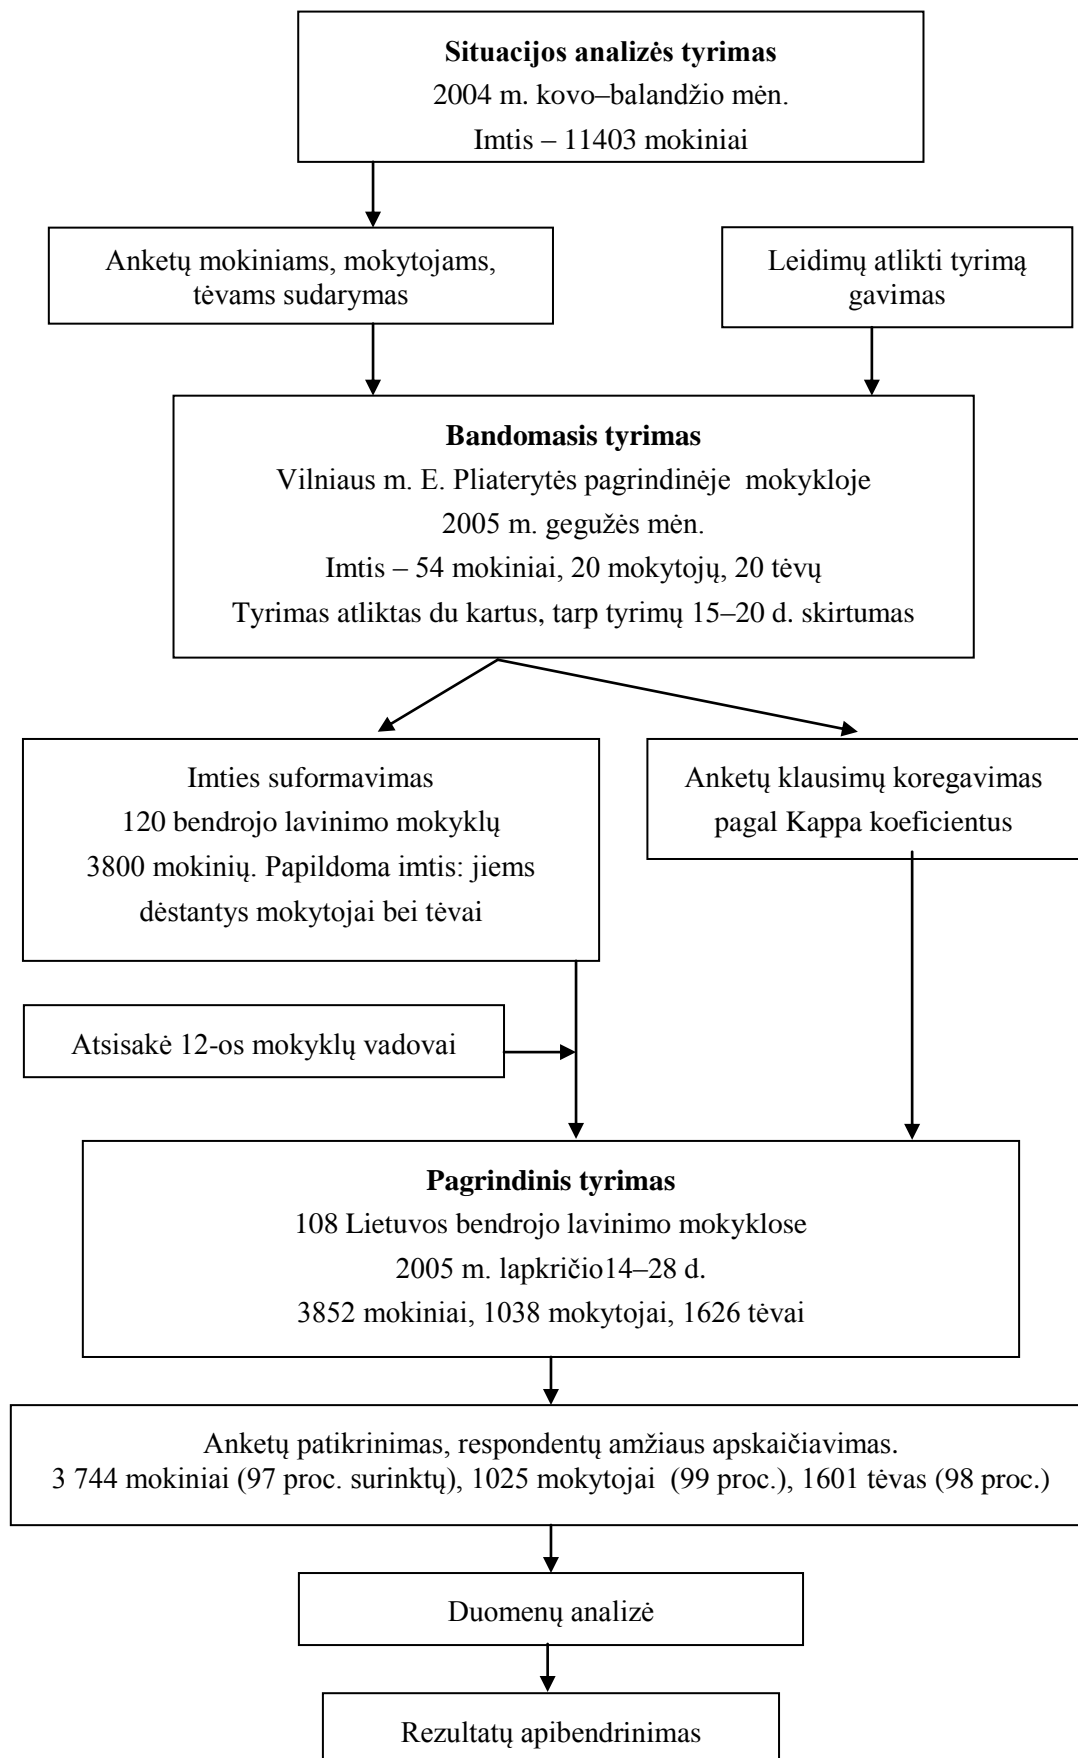 Situacijos analizės tyrimas
2004 m. kovo–balandžio mėn.
Imtis – 11403 mokiniai
Anketų mokiniams, mokytojams,
tėvams sudarymas
Leidimų atlikti tyrimą
gavimas
Bandomasis tyrimas
Vilniaus m. E. Pliaterytės pagrindinėje mokykloje
2005 m. gegužės mėn.
Imtis – 54 mokiniai, 20 mokytojų, 20 tėvų
Tyrimas atliktas du kartus, tarp tyrimų 15–20 d. skirtumas
Imties suformavimas
120 bendrojo lavinimo mokyklų
3800 mokinių. Papildoma imtis: jiems
dėstantys mokytojai bei tėvai
Anketų klausimų koregavimas
pagal Kappa koeficientus
Atsisakė 12-os mokyklų vadovai
Pagrindinis tyrimas
108 Lietuvos bendrojo lavinimo mokyklose
2005 m. lapkričio14–28 d.
3852 mokiniai, 1038 mokytojai, 1626 tėvai
Anketų patikrinimas, respondentų amžiaus apskaičiavimas.
3 744 mokiniai (97 proc. surinktų), 1025 mokytojai (99 proc.), 1601 tėvas (98 proc.)
Duomenų analizė
Rezultatų apibendrinimas